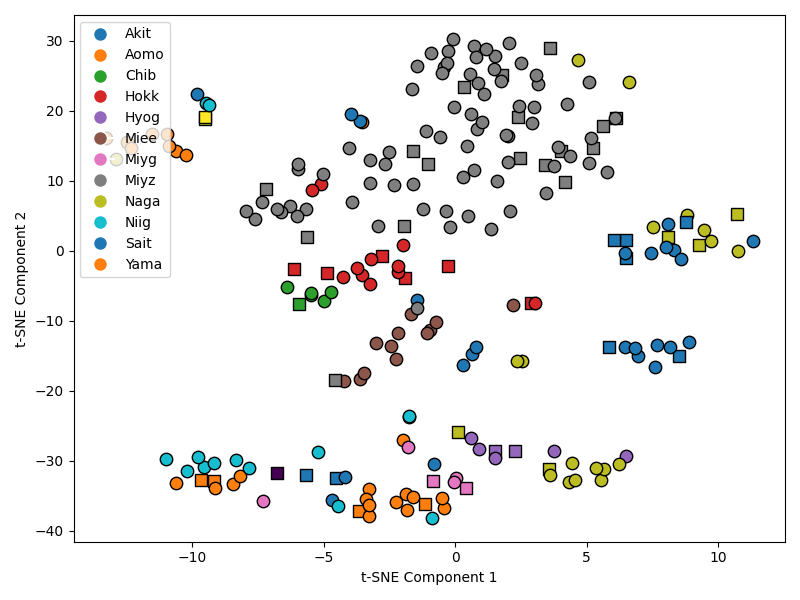 Akit
Aomo
Chib
Hokk
Hyog
Miee
Miyg
Miyz
Naga
Niig
Sait
Yama
30
20
10
0
−10
−20
−30
−40
t-SNE Component 2
−10
−5
0
5
10
t-SNE Component 1